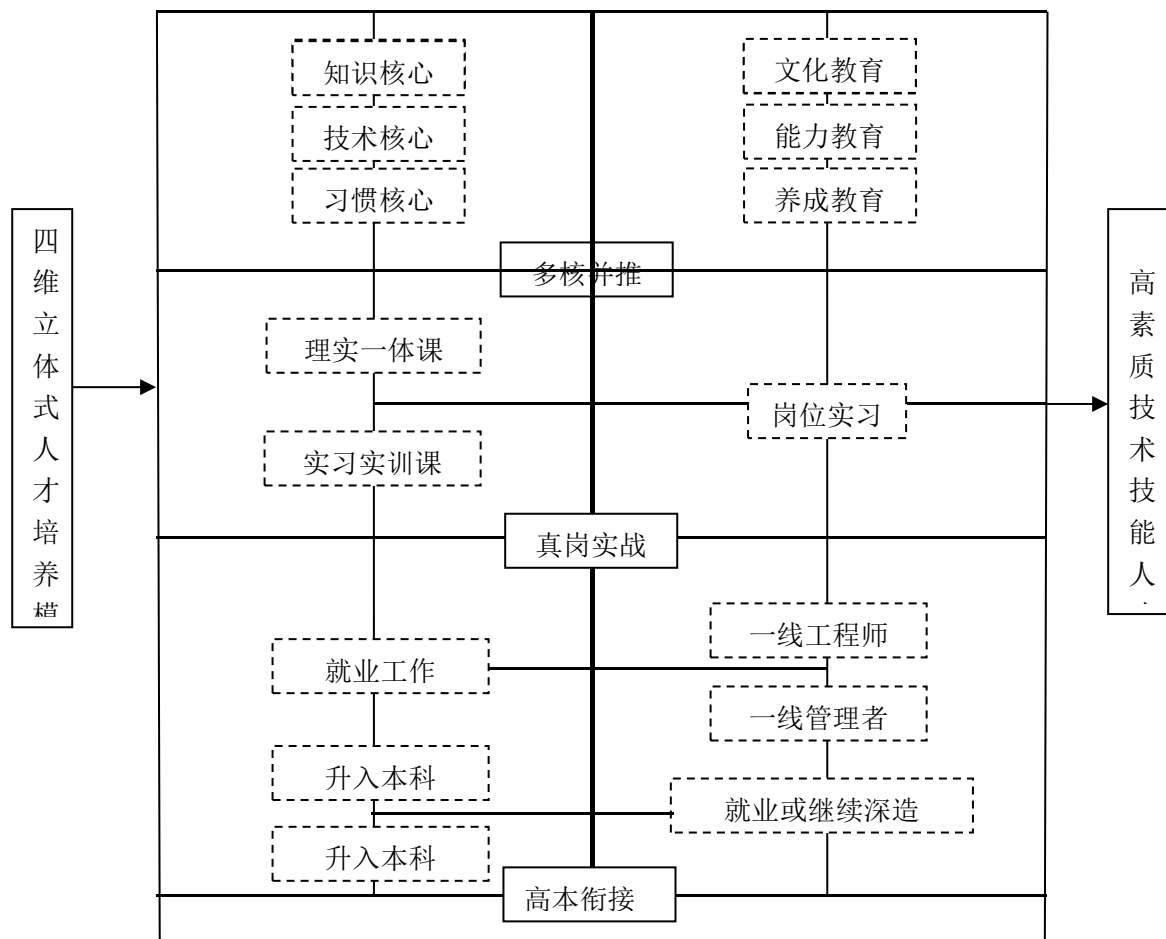 四维立体式人才培养模
知识核心
文化教育
技术核心
能力教育
习惯核心
养成教育
多核并推
理实一体课
岗位实习
实习实训课
真岗实战
一线工程师
就业工作
一线管理者
升入本科
就业或继续深造
升入本科
高本衔接
高素质技术技能人